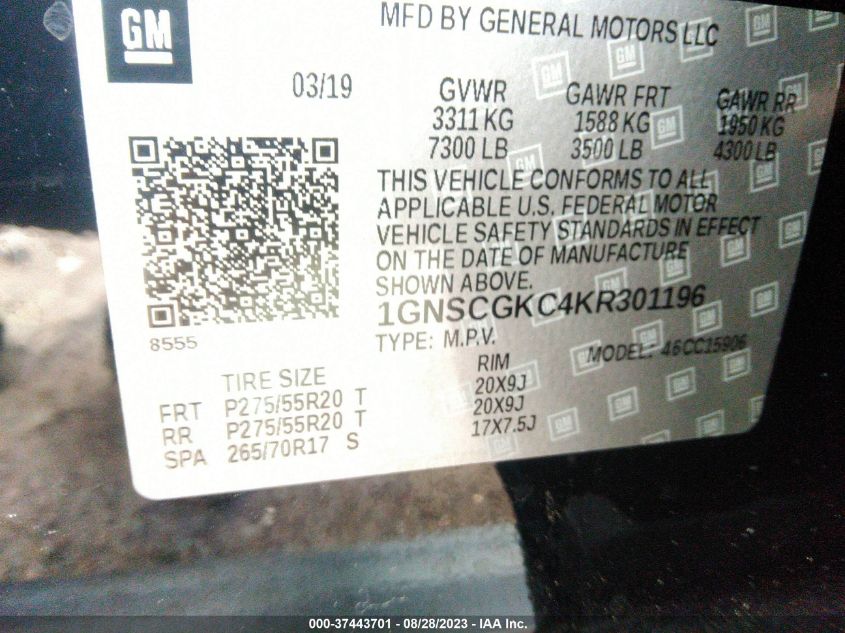 GM
MFD BY GENERAL MOTORS LLC
03/19
GVWR GAWR FRT GAWR RR
3311 KG 1588 KG 1950 KG
7300 LB 3500 LB 4300 LB
THIS VEHICLE CONFORMS TO ALL
APPLICABLE U.S. FEDERAL MOTOR
VEHICLE SAFETY STANDARDS IN EFFECT
ON THE DATE OF MANUFACTURE
SHOWN ABOVE.
1GNSCGKC4KR301196
8555
TYPE: M.P.V. MODEL: 46CC15906
TIRE SIZE RIM
FRT P275/55R20 T 20X9J
RR P275/55R20 T 20X9J
SPA 265/70R17 S 17X7.5J
000-37443701 / 08/28/2023 - IAA Inc.